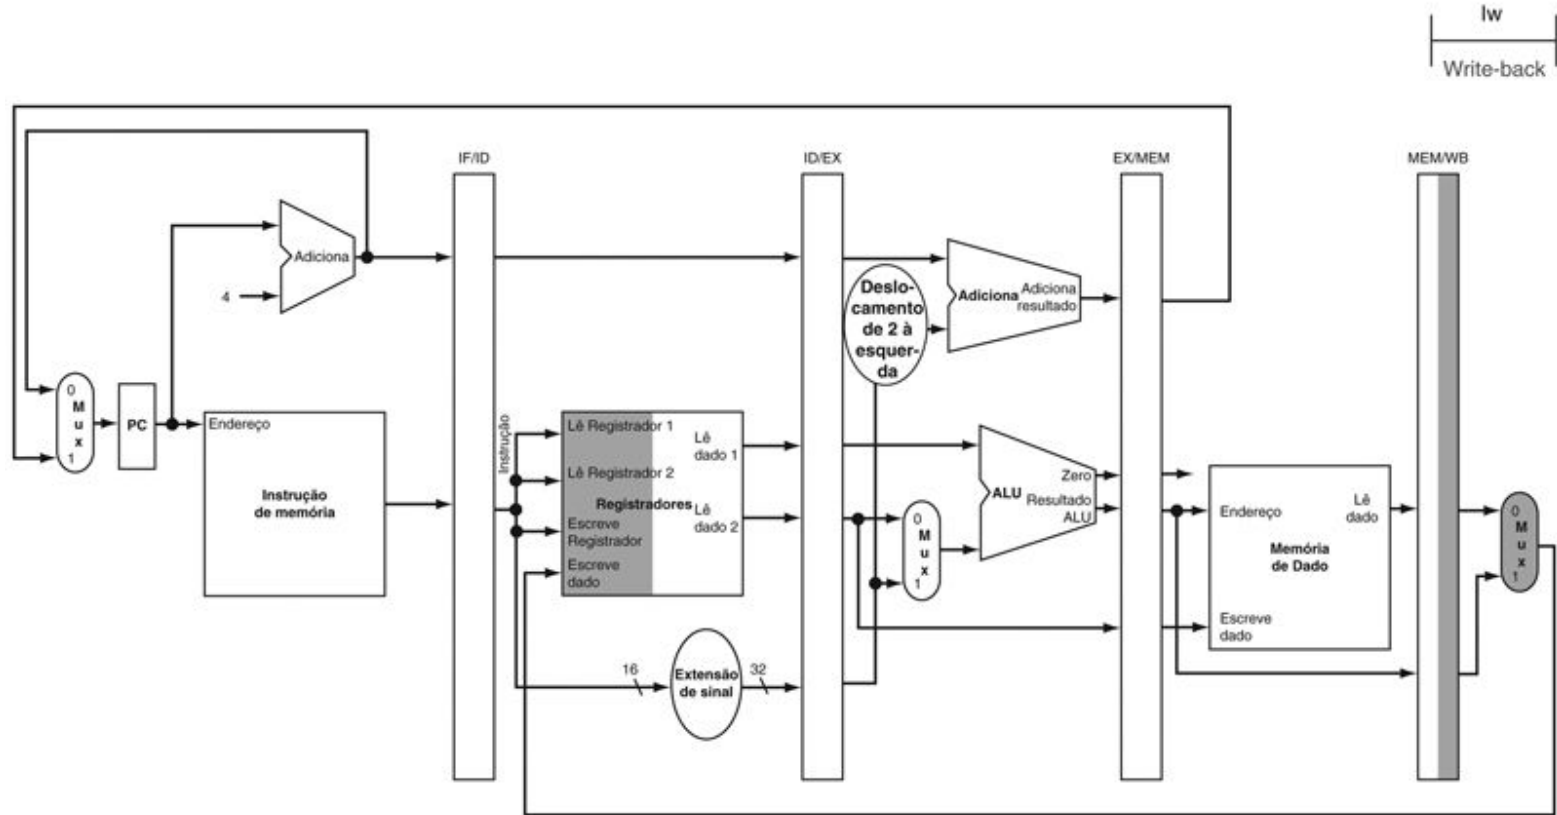 lw
Write-back
IF/ID
ID/EX
EX/MEM
MEM/WB
Adiciona
4
Deslo-
camento
de 2 à
esquer-
da
Adiciona
Adiciona
resultado
0
M
u
x
1
PC
Endereço
Instrução
de memória
Instrução
Lê Registrador 1
Lê Registrador 2
Registradores
Escreve
Registrador
Escreve
dado
Lê
dado 1
Lê
dado 2
16
Extensão
de sinal
32
0
M
u
x
1
ALU
Zero
Resultado
ALU
Endereço
Lê
dado
Memória
de Dado
Escreve
dado
0
M
u
x
1